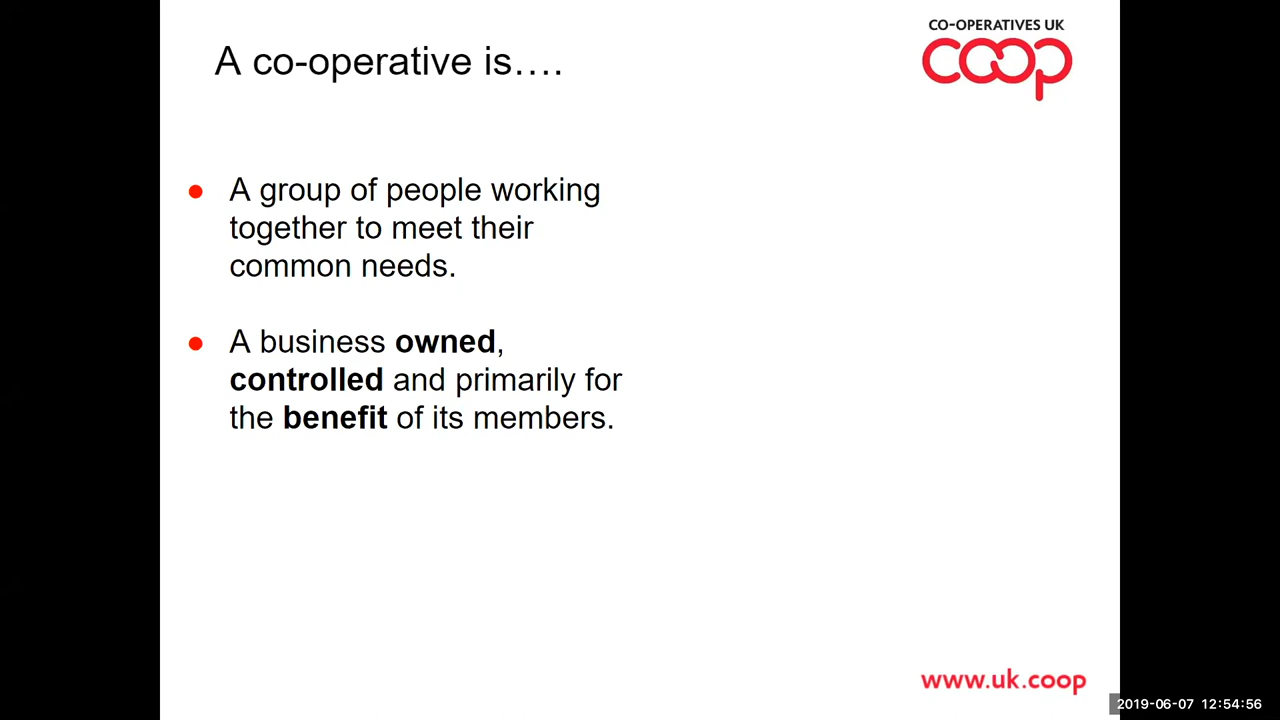 CO-OPERATIVES UK
coop
A co-operative is….
● A group of people working
together to meet their
common needs.
● A business owned,
controlled and primarily for
the benefit of its members.
www.uk.coop
2019-06-07 12:54:56